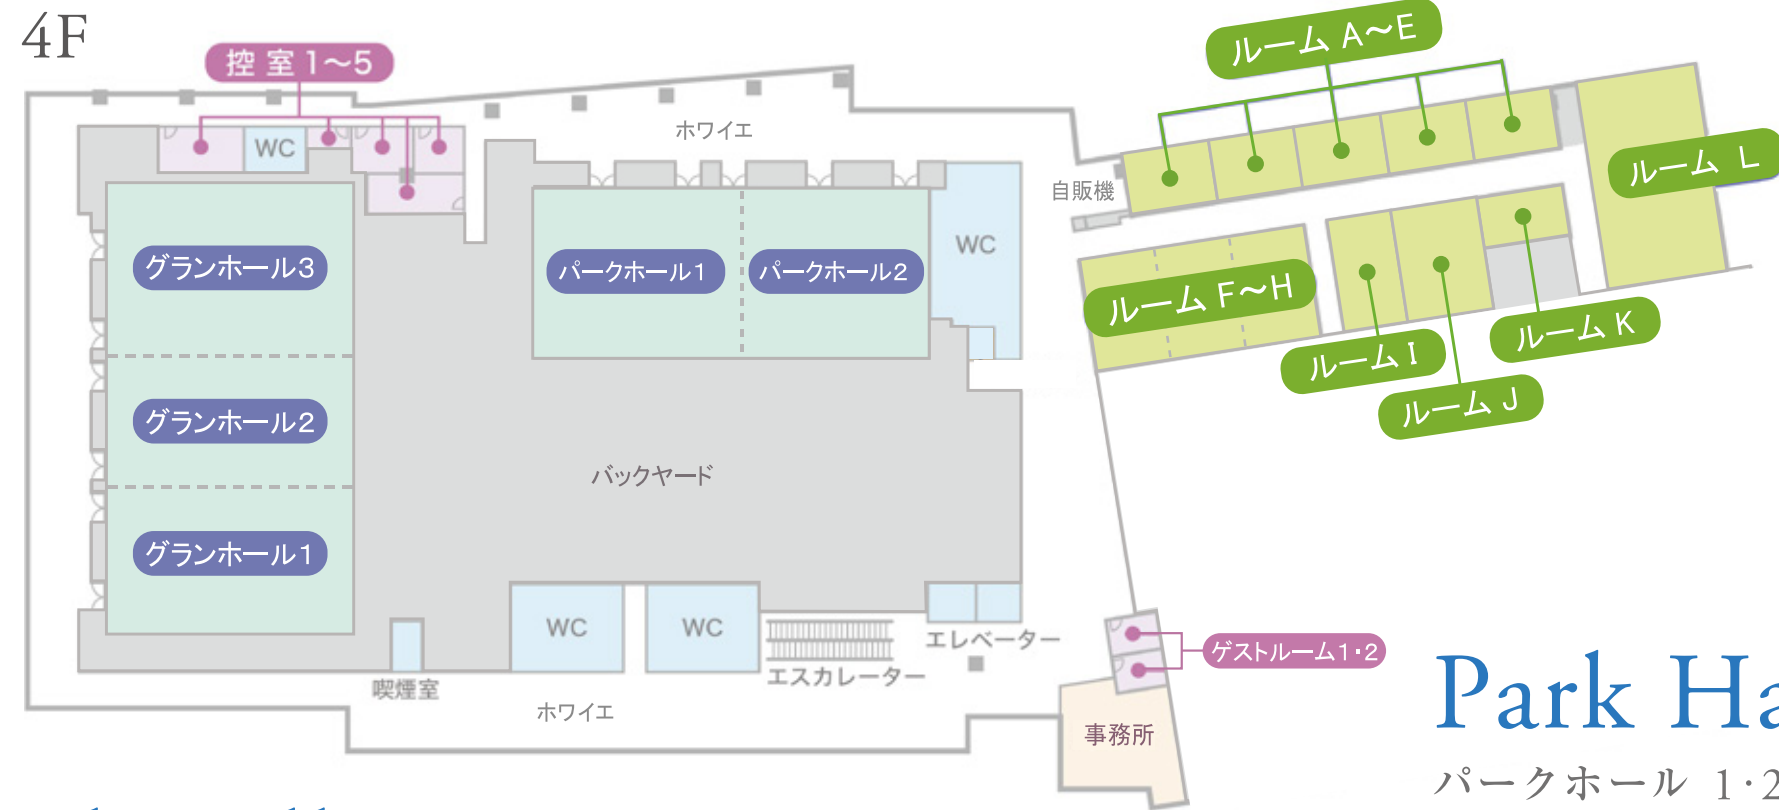 4F
控室1〜5
ルーム A〜E
ホワイエ
WC
自販機
ルーム L
WC
グランホール3
パークホール1
パークホール2
ルーム F〜H
ルーム K
ルーム I
ルーム J
グランホール2
バックヤード
グランホール1
WC
WC
エレベーター
エスカレーター
喫煙室
ホワイエ
ゲストルーム1・2
事務所
Park Ha
パークホール 1・2